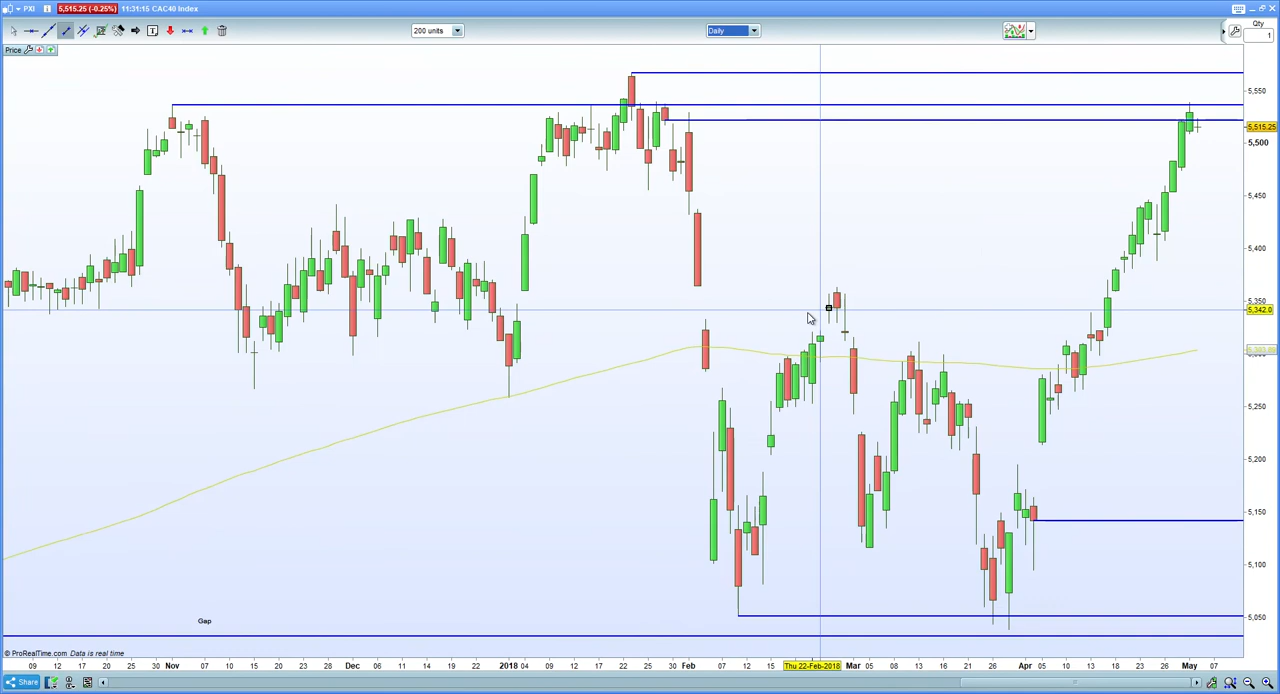 PXI 5,515.25 (-0.25%) 11:31:15 CAC40 Index
200 units Daily Qty
1
Price
5,550
5,515.25
5,500
5,450
5,400
5,350
5,342.0
5,250
5,200
5,150
5,100
5,050
Gap
© ProRealTime.com Data is real time
09 12 17 20 25 30 Nov 07 10 15 20 23 28 Dec 06 11 14 19 22 2018 04 09 12 17 22 25 30 Feb 07 12 15 Thu 22-Feb-2018 Mar 05 08 13 16 21 26 Apr 05 10 13 18 23 26 May 07
Share